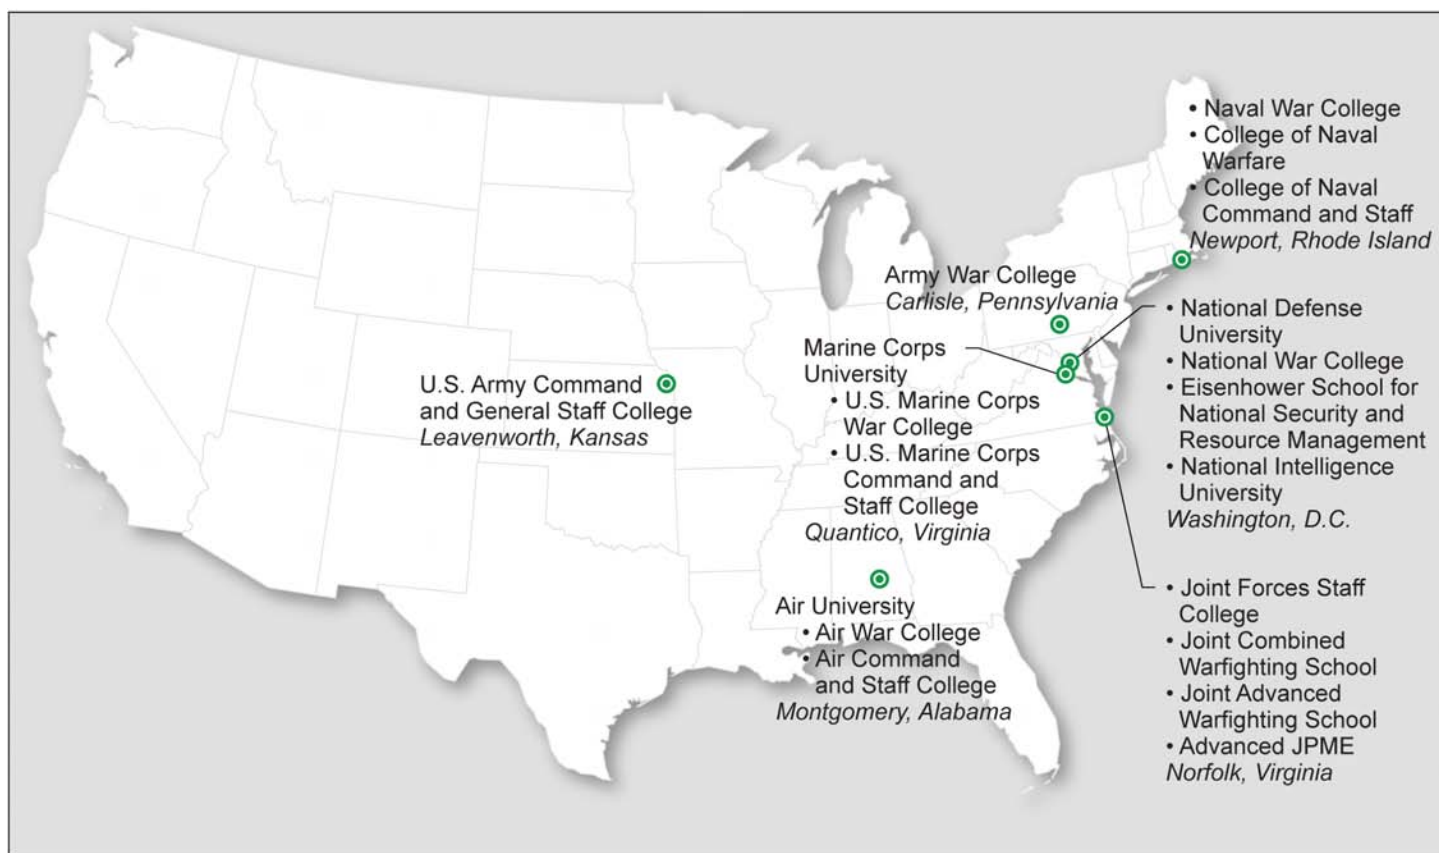 • Naval War College
• College of Naval
Warfare
• College of Naval
Command and Staff
Newport, Rhode Island
Army War College
Carlisle, Pennsylvania
• National Defense
University
• National War College
• Eisenhower School for
National Security and
Resource Management
• National Intelligence
University
Washington, D.C.
Marine Corps
University
• U.S. Marine Corps
War College
• U.S. Marine Corps
Command and
Staff College
Quantico, Virginia
U.S. Army Command
and General Staff College
Leavenworth, Kansas
Air University
• Air War College
• Air Command
and Staff College
Montgomery, Alabama
• Joint Forces Staff
College
• Joint Combined
Warfighting School
• Joint Advanced
Warfighting School
• Advanced JPME
Norfolk, Virginia